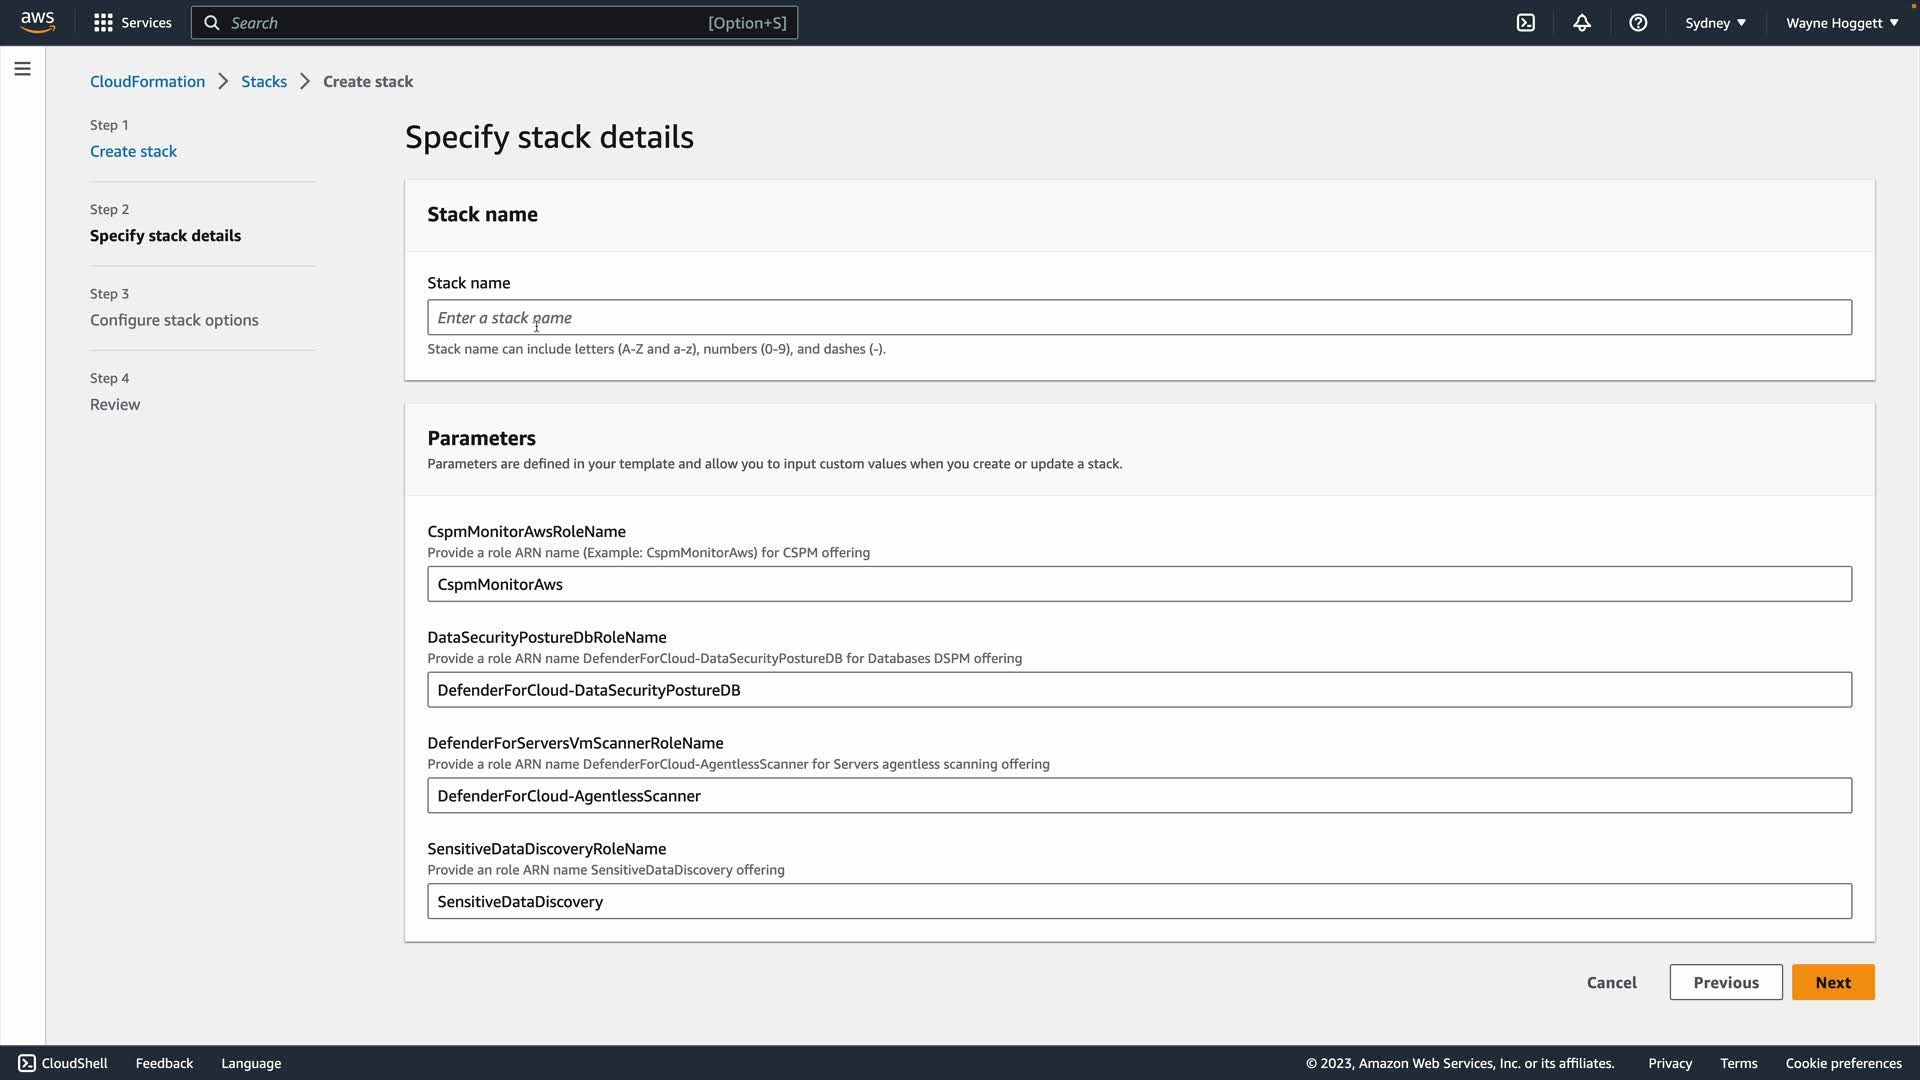 aws
Services
Search
[Option+S]
Sydney
Wayne Hoggett
CloudFormation
Stacks
Create stack
Step 1
Create stack
Step 2
Specify stack details
Step 3
Configure stack options
Step 4
Review
Specify stack details
Stack name
Stack name
Enter a stack name
Stack name can include letters (A-Z and a-z), numbers (0-9), and dashes (-).
Parameters
Parameters are defined in your template and allow you to input custom values when you create or update a stack.
CspmMonitorAwsRoleName
Provide a role ARN name (Example: CspmMonitorAws) for CSPM offering
CspmMonitorAws
DataSecurityPostureDbRoleName
Provide a role ARN name DefenderForCloud-DataSecurityPostureDB for Databases DSPM offering
DefenderForCloud-DataSecurityPostureDB
DefenderForServersVmScannerRoleName
Provide a role ARN name DefenderForCloud-AgentlessScanner for Servers agentless scanning offering
DefenderForCloud-AgentlessScanner
SensitiveDataDiscoveryRoleName
Provide an role ARN name SensitiveDataDiscovery offering
SensitiveDataDiscovery
Cancel
Previous
Next
CloudShell
Feedback
Language
© 2023, Amazon Web Services, Inc. or its affiliates.
Privacy
Terms
Cookie preferences